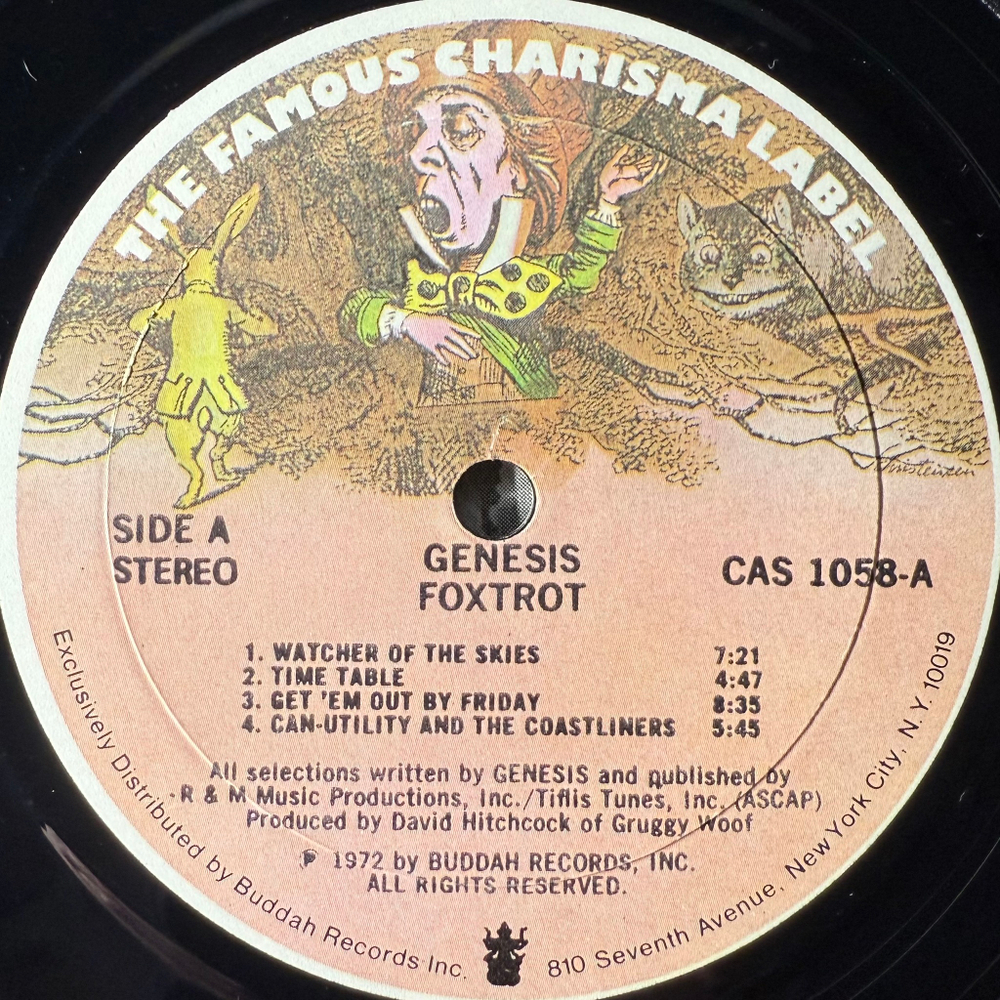 THE FAMOUS CHARISMA LABEL
SIDE A
STEREO
GENESIS
FOXTROT
CAS 1058-A
1. WATCHER OF THE SKIES 7:21
2. TIME TABLE 4:47
3. GET 'EM OUT BY FRIDAY 8:35
4. CAN-UTILITY AND THE COASTLINERS 5:45
All selections written by GENESIS and published by
R & M Music Productions, Inc./Tiflis Tunes, Inc. (ASCAP)
Produced by David Hitchcock of Gruggy Woof
℗ 1972 by BUDDAH RECORDS, INC.
ALL RIGHTS RESERVED.
Exclusively Distributed by Buddah Records Inc. 810 Seventh Avenue, New York City, N.Y. 10019